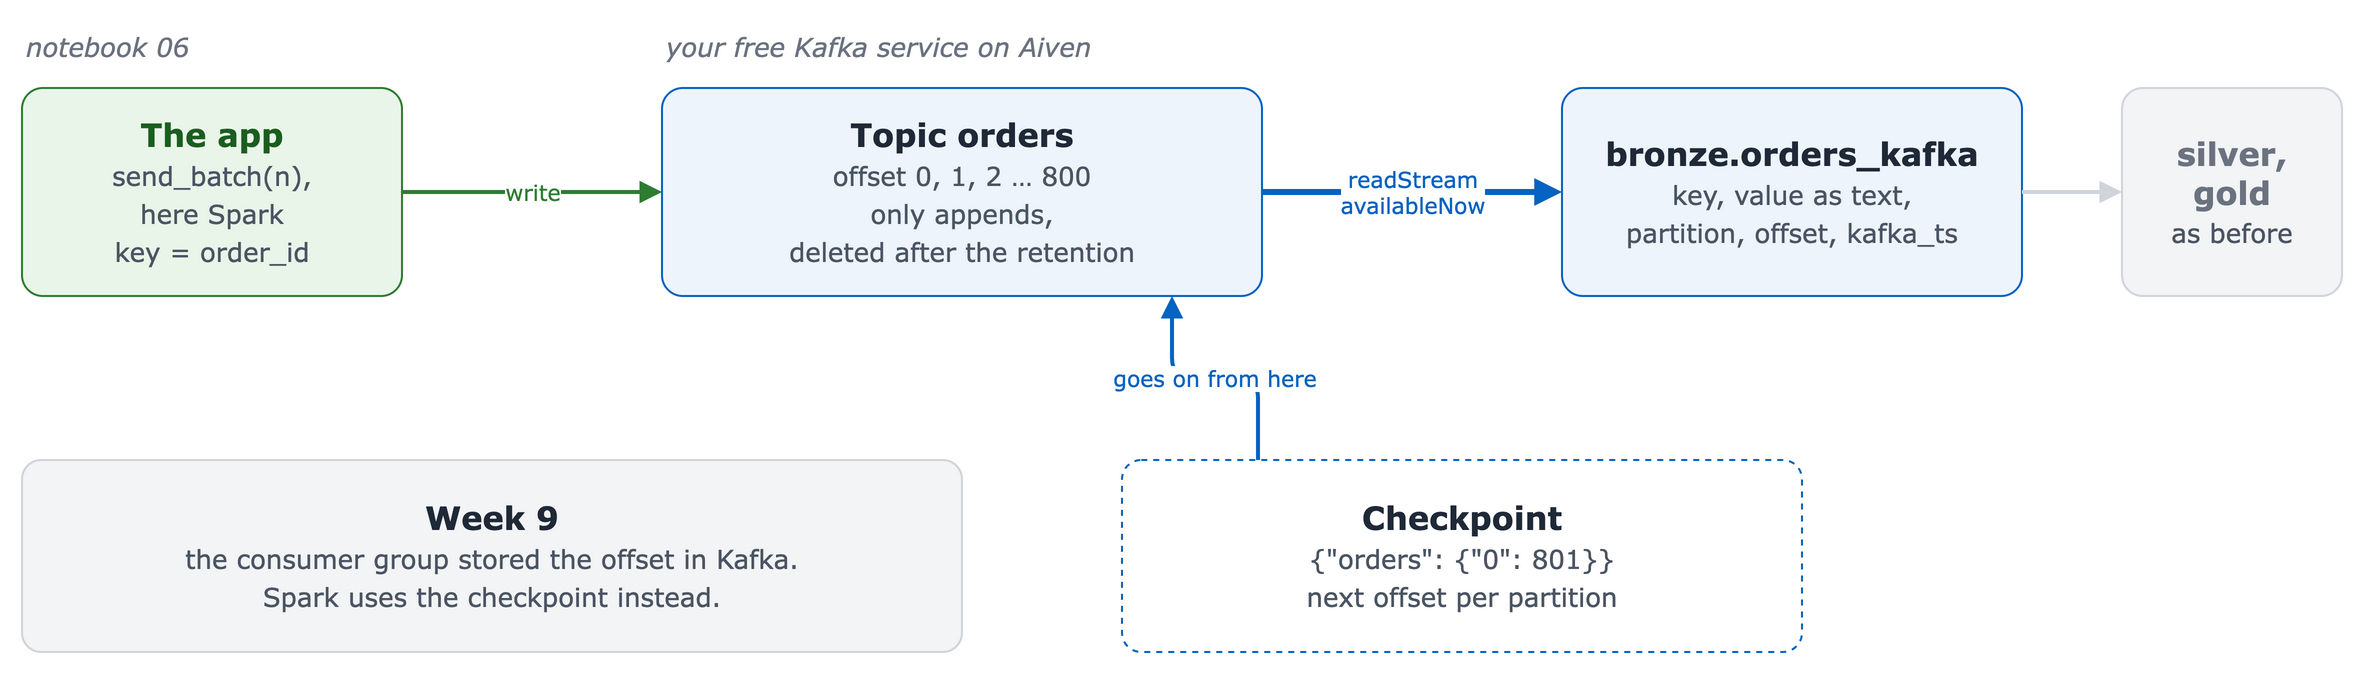 notebook 06
your free Kafka service on Aiven
The app
send_batch(n),
here Spark
key = order_id
write
Topic orders
offset 0, 1, 2 … 800
only appends,
deleted after the retention
readStream
availableNow
bronze.orders_kafka
key, value as text,
partition, offset, kafka_ts
silver,
gold
as before
goes on from here
Week 9
the consumer group stored the offset in Kafka.
Spark uses the checkpoint instead.
Checkpoint
{"orders": {"0": 801}}
next offset per partition